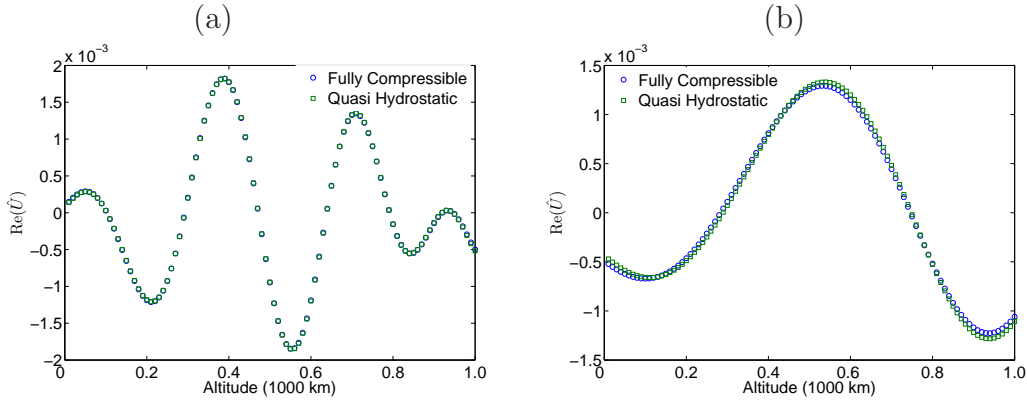 (a)
x 10⁻³
2
1.5
1
0.5
0
−0.5
−1
−1.5
−2
Re(Û)
Fully Compressible
Quasi Hydrostatic
0 0.2 0.4 0.6 0.8 1.0
Altitude (1000 km)
(b)
x 10⁻³
1.5
1
0.5
0
−0.5
−1
−1.5
Re(Û)
Fully Compressible
Quasi Hydrostatic
0 0.2 0.4 0.6 0.8 1.0
Altitude (1000 km)